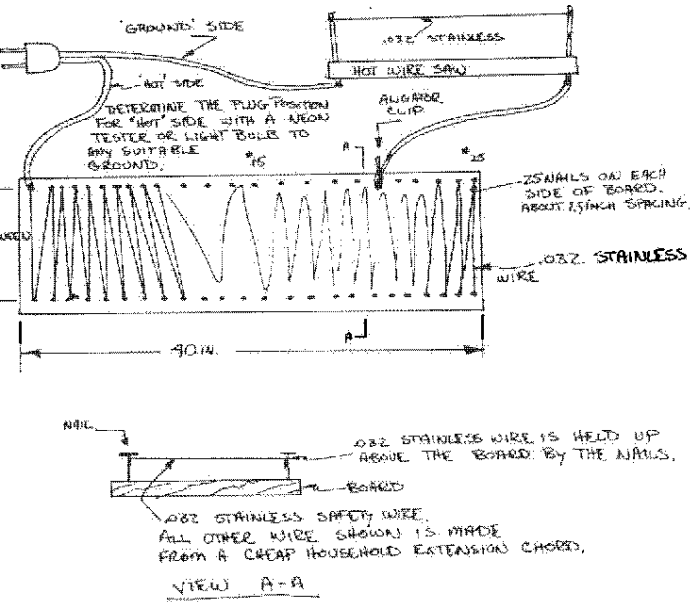 "GROUND" SIDE
.032 STAINLESS
HOT WIRE SAW
"HOT" SIDE
DETERMINE THE PLUG POSITION
FOR "HOT" SIDE WITH A NEON
TESTER OR LIGHT BULB TO
ANY SUITABLE
GROUND.
ALIGATOR
CLIP
A
#15
#25
25 NAILS ON EACH
SIDE OF BOARD.
ABOUT 1.5 INCH SPACING.
.032 STAINLESS
WIRE
A
40 IN.
NAIL
.032 STAINLESS WIRE IS HELD UP
ABOVE THE BOARD BY THE NAILS.
BOARD
.032 STAINLESS SAFETY WIRE.
ALL OTHER WIRE SHOWN IS MADE
FROM A CHEAP HOUSEHOLD EXTENSION CHORD.
VIEW A-A